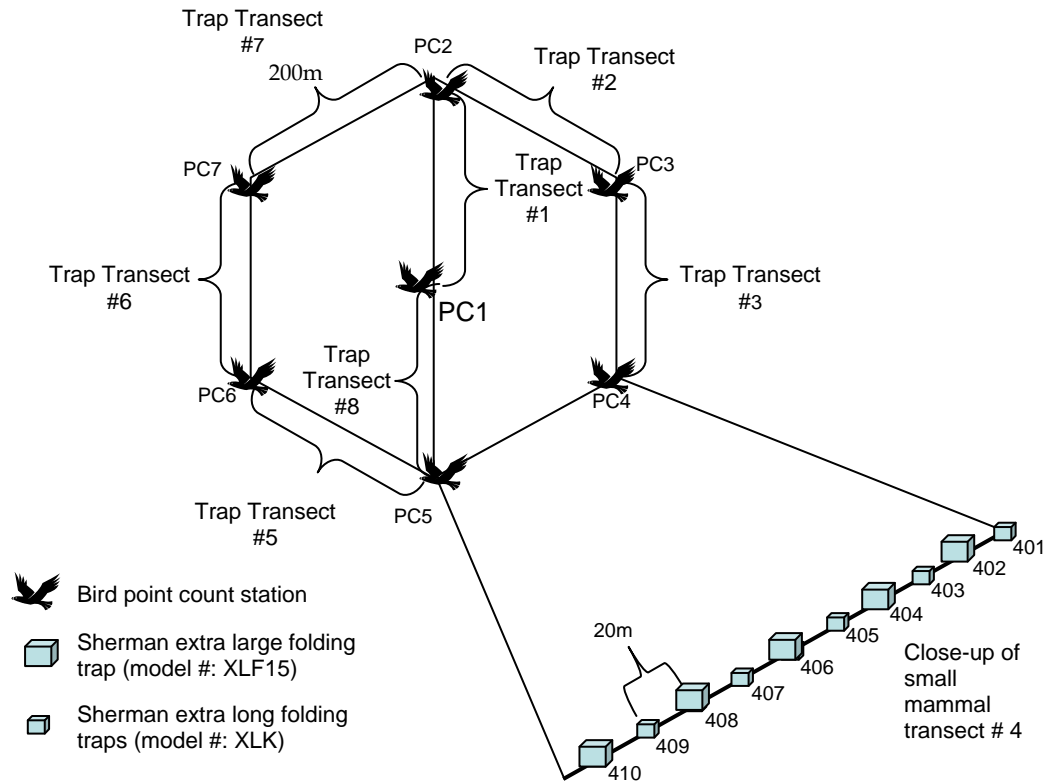 Trap Transect
#7
200m
PC2
Trap Transect
#2
PC7
PC3
Trap
Transect
#1
Trap Transect
#6
Trap Transect
#3
PC1
Trap
Transect
#8
PC6
PC4
Trap Transect
#5
PC5
Bird point count station
Sherman extra large folding
trap (model #: XLF15)
Sherman extra long folding
traps (model #: XLK)
20m
401
402
403
404
405
406
407
408
409
410
Close-up of
small
mammal
transect # 4